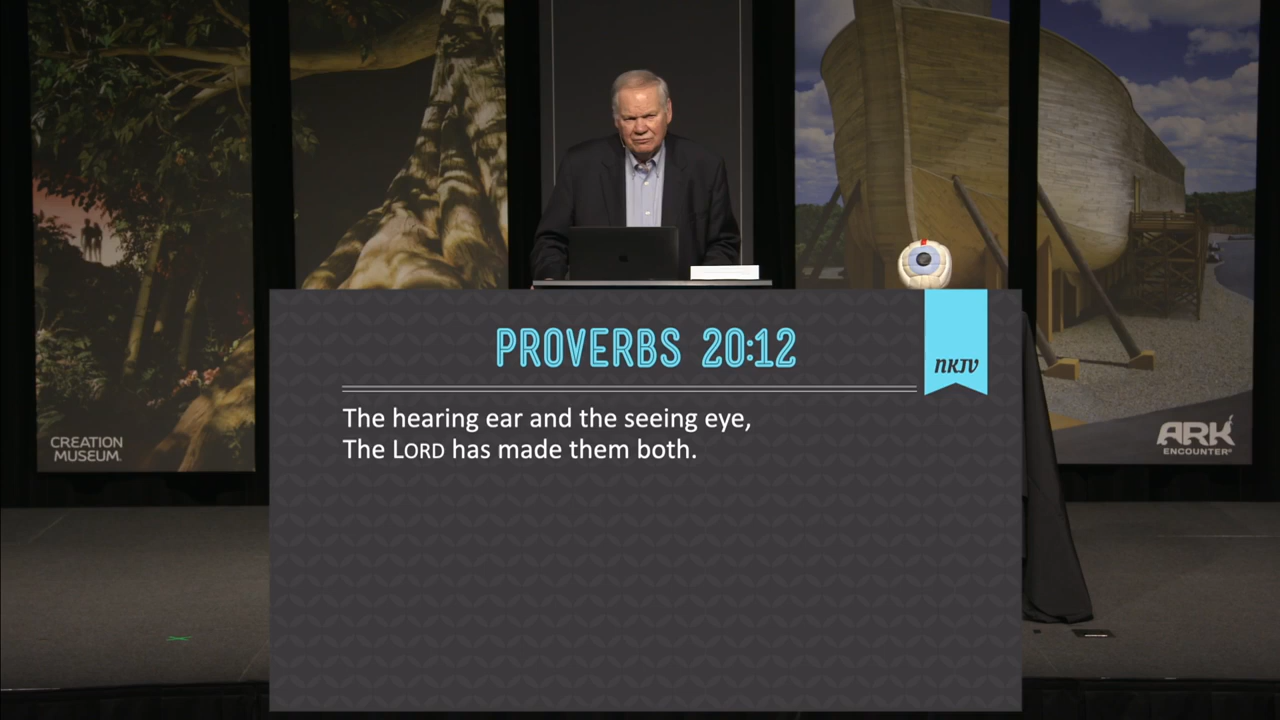 PROVERBS 20:12
NKJV
The hearing ear and the seeing eye,
The LORD has made them both.
CREATION
MUSEUM.
ARK
ENCOUNTER